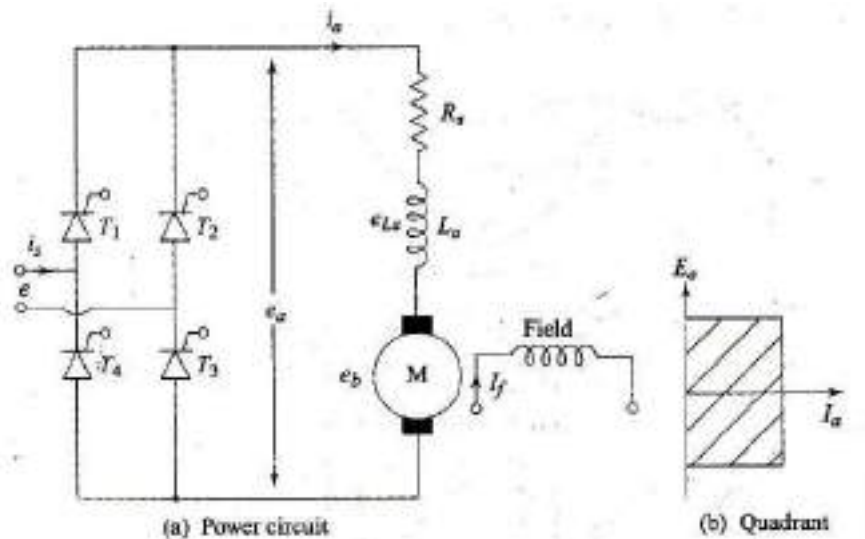 i_a
R_a
T_1
T_2
e_{La}
L_a
i_s
e
e_a
T_4
T_3
e_b
M
Field
I_f
E_a
I_a
(a) Power circuit
(b) Quadrant